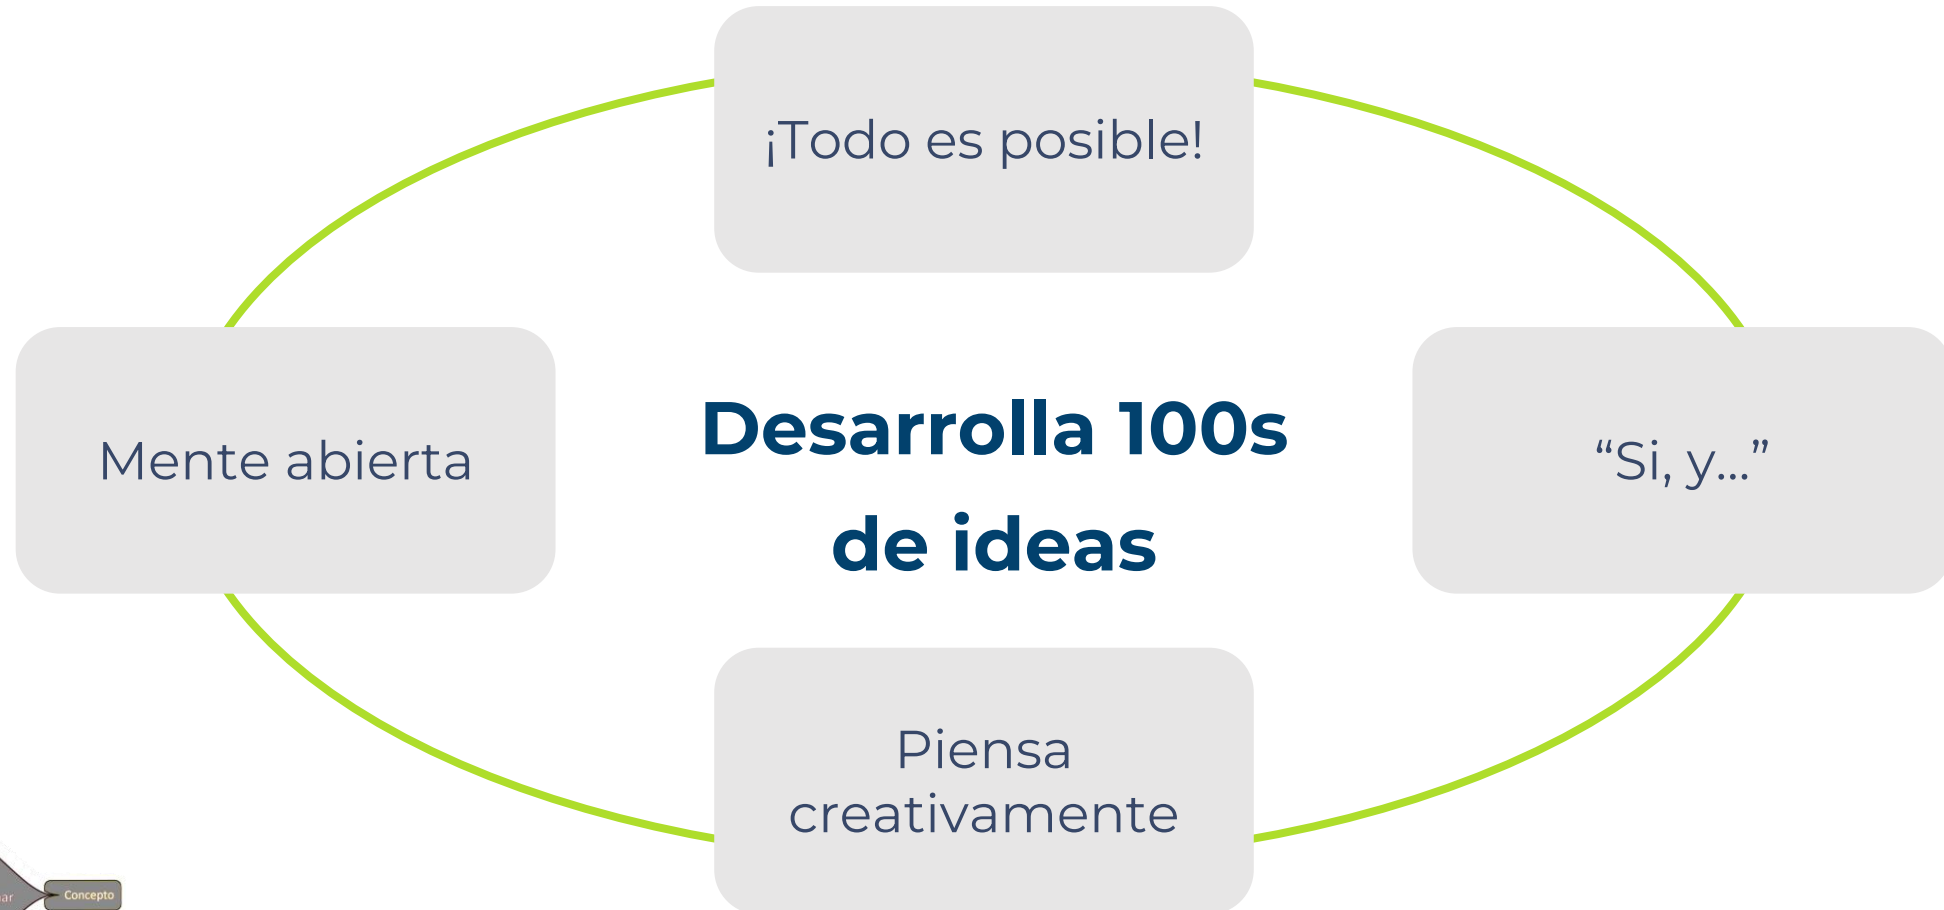 ¡Todo es posible!
Mente abierta
Desarrolla 100s
de ideas
“Si, y...”
Piensa
creativamente
Concepto